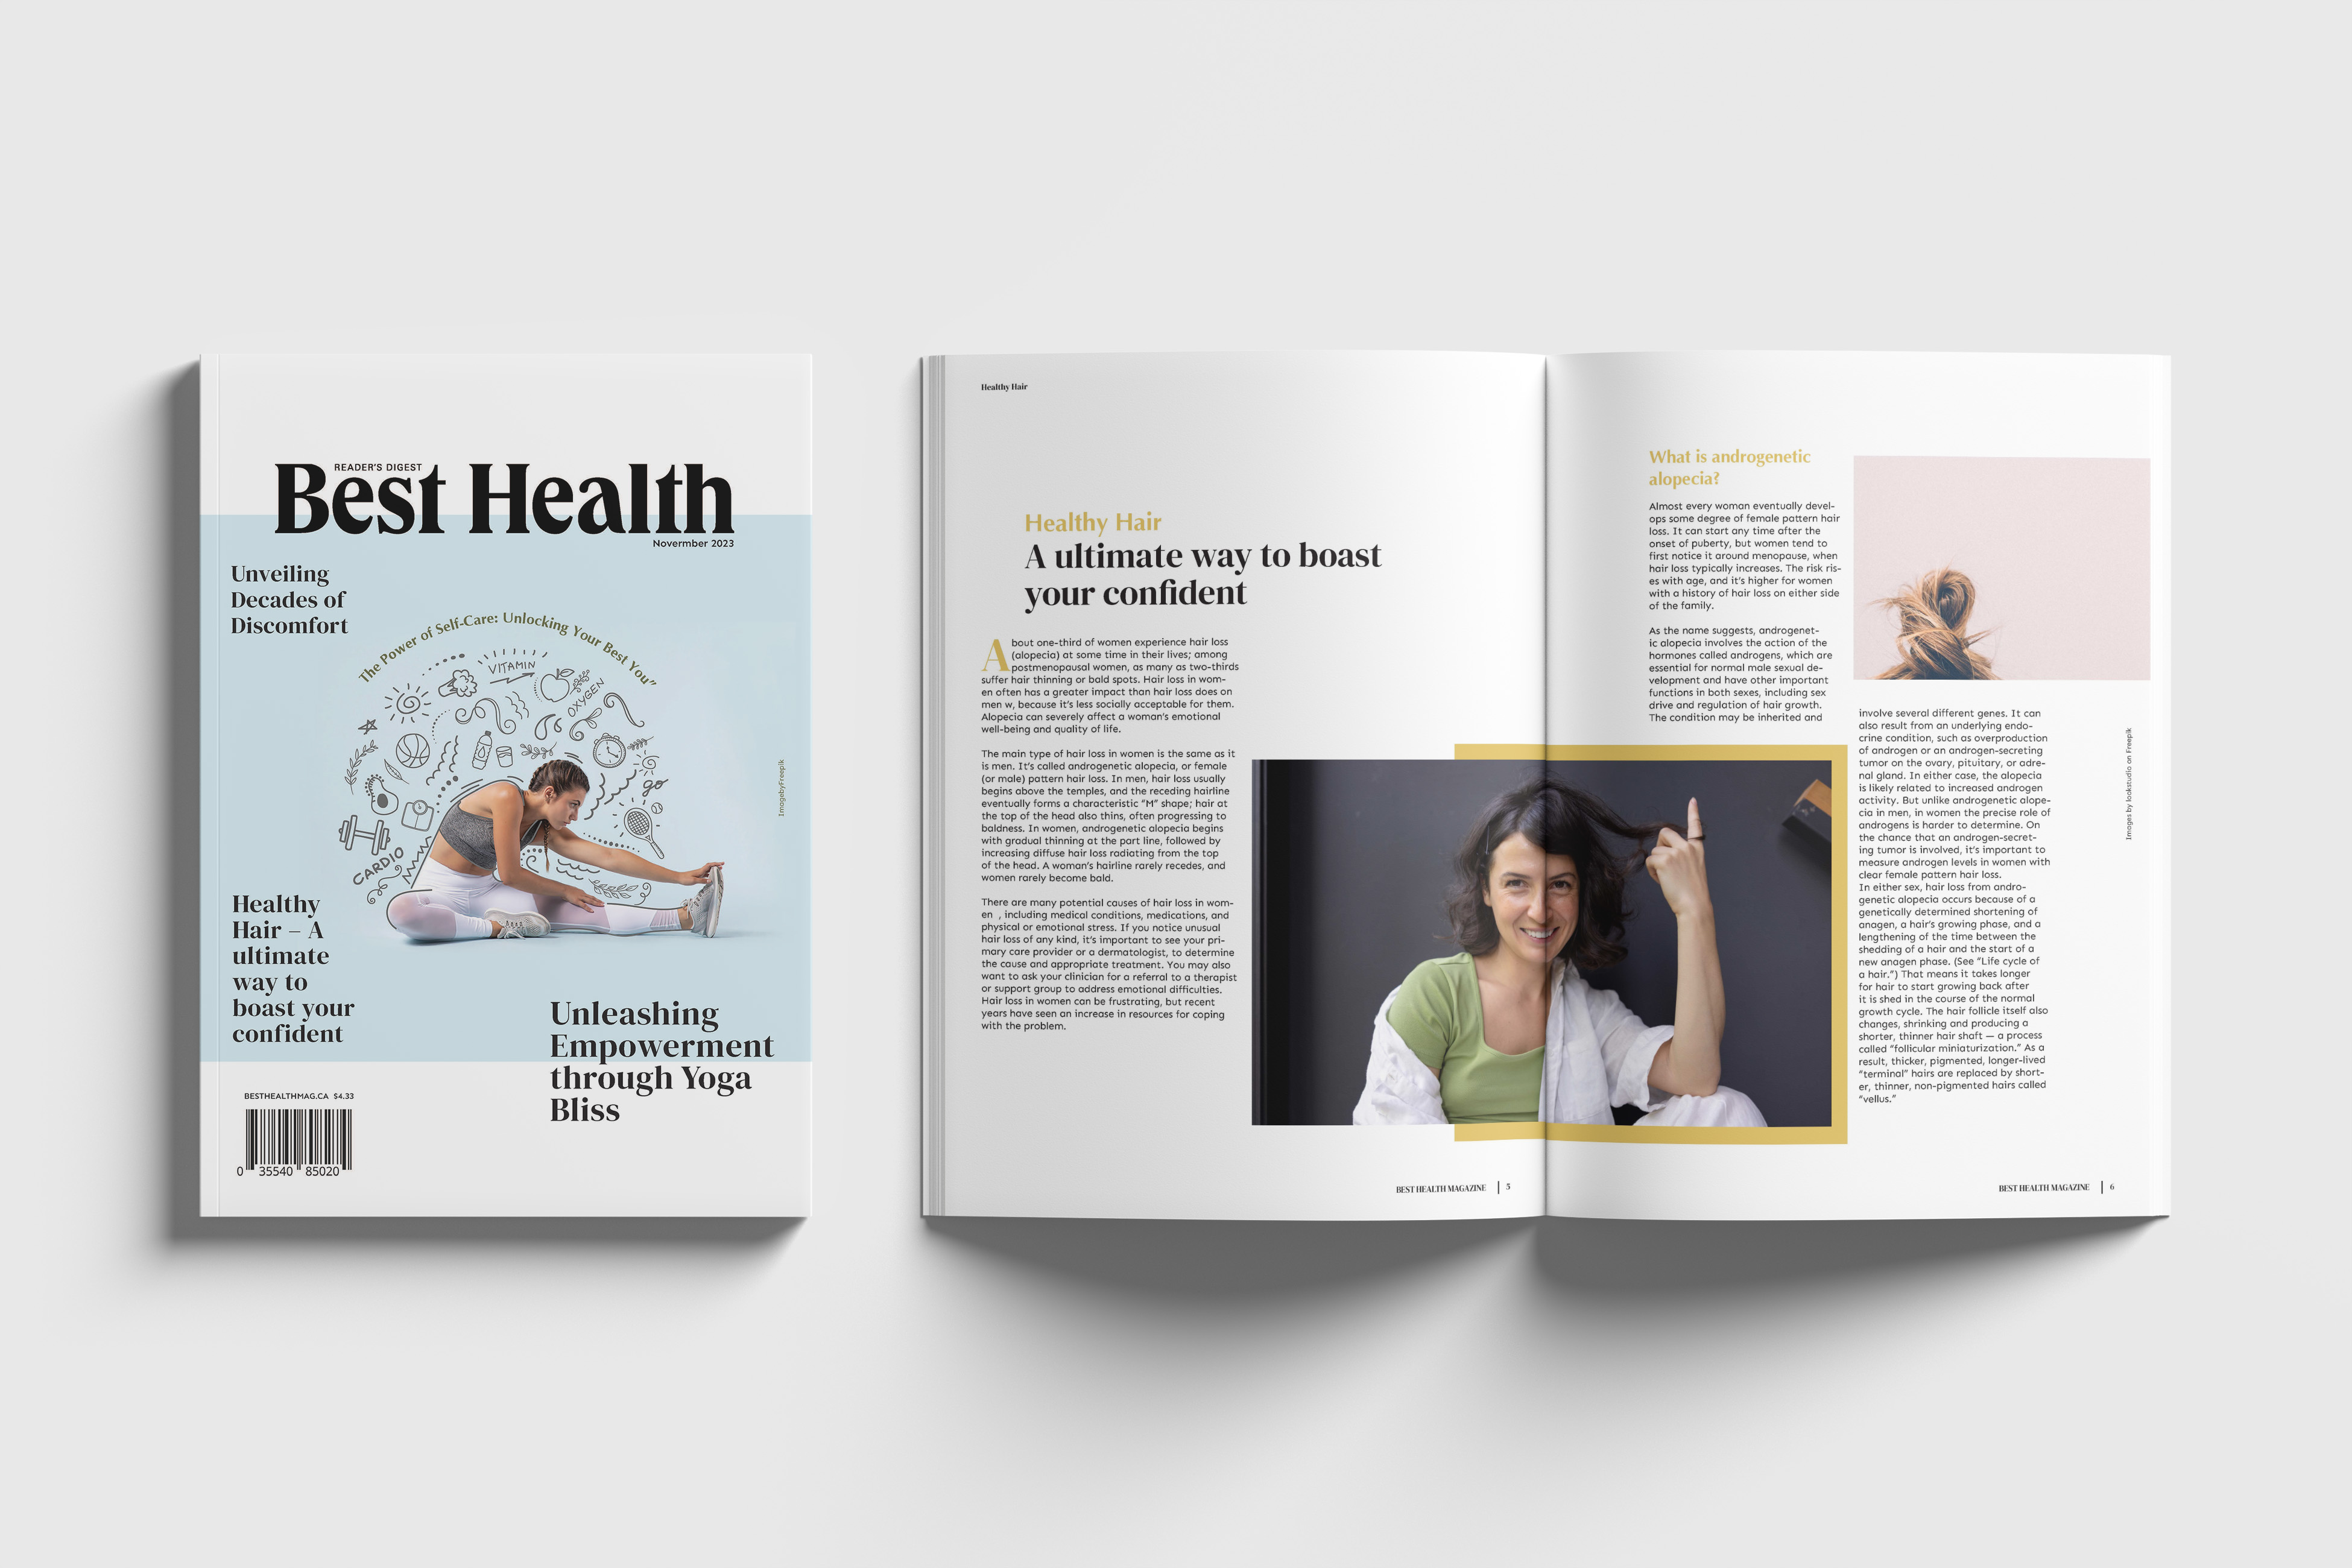 READER'S DIGEST
Best Health
Novermber 2023
Unveiling
Decades of
Discomfort
The Power of Self-Care: Unlocking Your Best You"
VITAMIN
OXYGEN
go
CARDIO
ImagebyFreepik
Healthy
Hair – A
ultimate
way to
boast your
confident
Unleashing
Empowerment
through Yoga
Bliss
BESTHEALTHMAG.CA $4.33
0 35540 85020
Healthy Hair
Healthy Hair
A ultimate way to boast
your confident
About one-third of women experience hair loss
(alopecia) at some time in their lives; among
postmenopausal women, as many as two-thirds
suffer hair thinning or bald spots. Hair loss in wom-
en often has a greater impact than hair loss does on
men w, because it's less socially acceptable for them.
Alopecia can severely affect a woman's emotional
well-being and quality of life.
The main type of hair loss in women is the same as it
is men. It's called androgenetic alopecia, or female
(or male) pattern hair loss. In men, hair loss usually
begins above the temples, and the receding hairline
eventually forms a characteristic "M" shape; hair at
the top of the head also thins, often progressing to
baldness. In women, androgenetic alopecia begins
with gradual thinning at the part line, followed by
increasing diffuse hair loss radiating from the top
of the head. A woman's hairline rarely recedes, and
women rarely become bald.
There are many potential causes of hair loss in wom-
en , including medical conditions, medications, and
physical or emotional stress. If you notice unusual
hair loss of any kind, it's important to see your pri-
mary care provider or a dermatologist, to determine
the cause and appropriate treatment. You may also
want to ask your clinician for a referral to a therapist
or support group to address emotional difficulties.
Hair loss in women can be frustrating, but recent
years have seen an increase in resources for coping
with the problem.
BEST HEALTH MAGAZINE | 5
What is androgenetic
alopecia?
Almost every woman eventually devel-
ops some degree of female pattern hair
loss. It can start any time after the
onset of puberty, but women tend to
first notice it around menopause, when
hair loss typically increases. The risk ris-
es with age, and it's higher for women
with a history of hair loss on either side
of the family.
As the name suggests, androgenet-
ic alopecia involves the action of the
hormones called androgens, which are
essential for normal male sexual de-
velopment and have other important
functions in both sexes, including sex
drive and regulation of hair growth.
The condition may be inherited and
involve several different genes. It can
also result from an underlying endo-
crine condition, such as overproduction
of androgen or an androgen-secreting
tumor on the ovary, pituitary, or adre-
nal gland. In either case, the alopecia
is likely related to increased androgen
activity. But unlike androgenetic alope-
cia in men, in women the precise role of
androgens is harder to determine. On
the chance that an androgen-secret-
ing tumor is involved, it's important to
measure androgen levels in women with
clear female pattern hair loss.
In either sex, hair loss from andro-
genetic alopecia occurs because of a
genetically determined shortening of
anagen, a hair's growing phase, and a
lengthening of the time between the
shedding of a hair and the start of a
new anagen phase. (See "Life cycle of
a hair.") That means it takes longer
for hair to start growing back after
it is shed in the course of the normal
growth cycle. The hair follicle itself also
changes, shrinking and producing a
shorter, thinner hair shaft — a process
called "follicular miniaturization." As a
result, thicker, pigmented, longer-lived
"terminal" hairs are replaced by short-
er, thinner, non-pigmented hairs called
"vellus."
Images by lookstudio on Freepik
BEST HEALTH MAGAZINE | 6